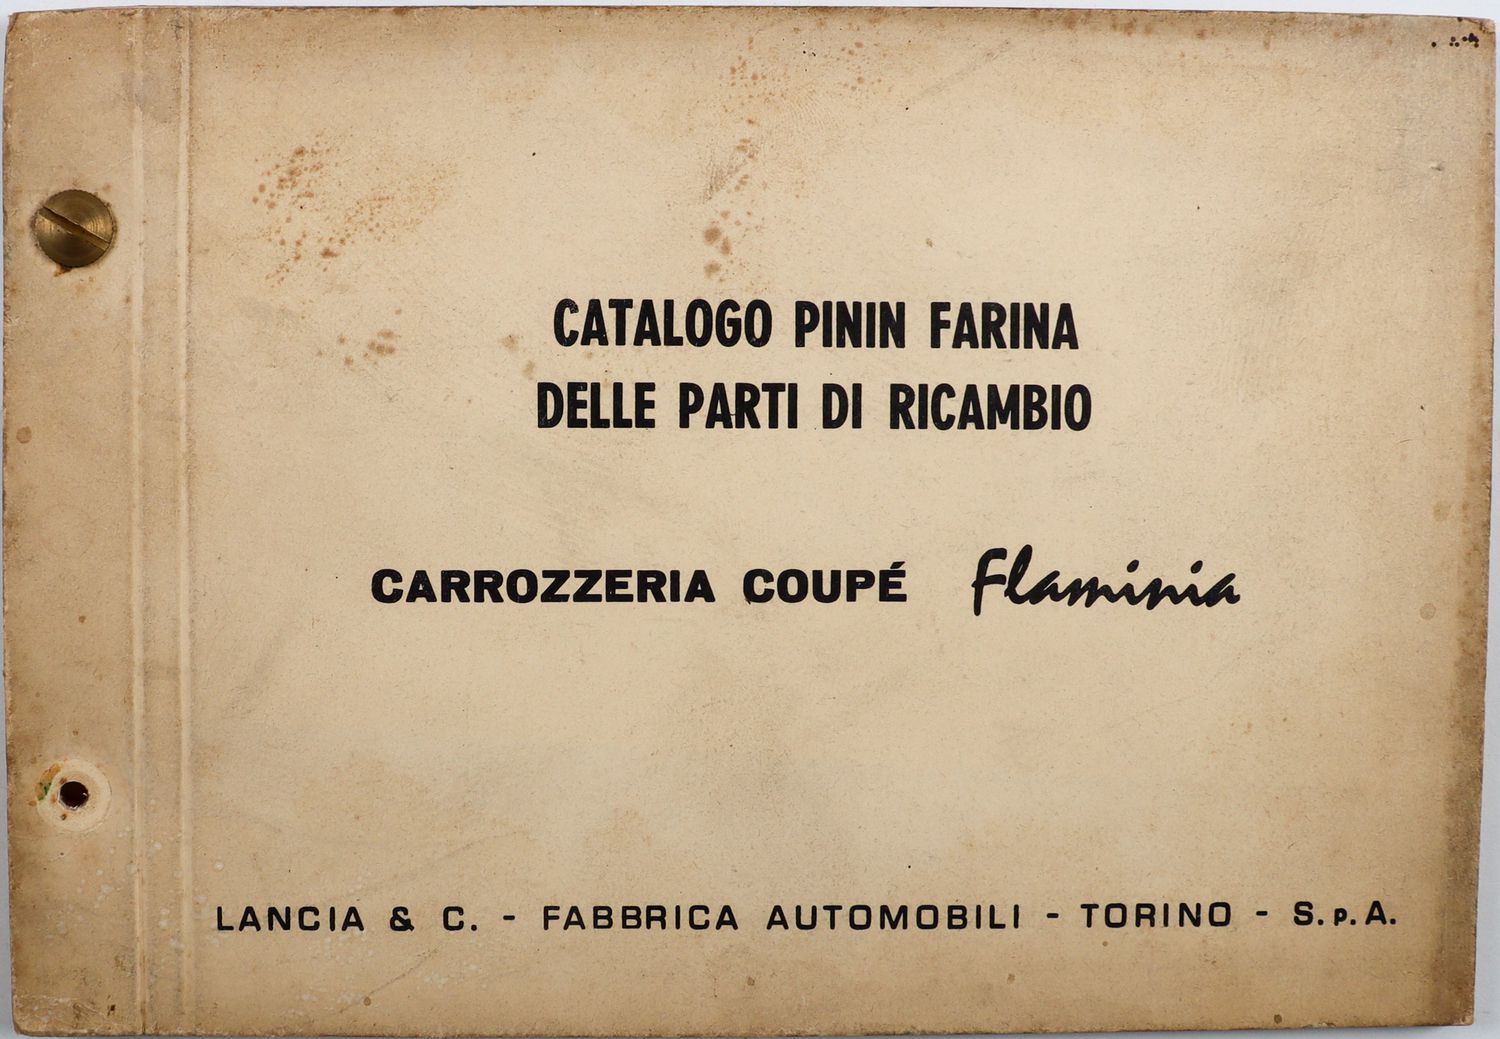 CATALOGO PININ FARINA
DELLE PARTI DI RICAMBIO
CARROZZERIA COUPÉ Flaminia
LANCIA & C. - FABBRICA AUTOMOBILI - TORINO - S.p.A.